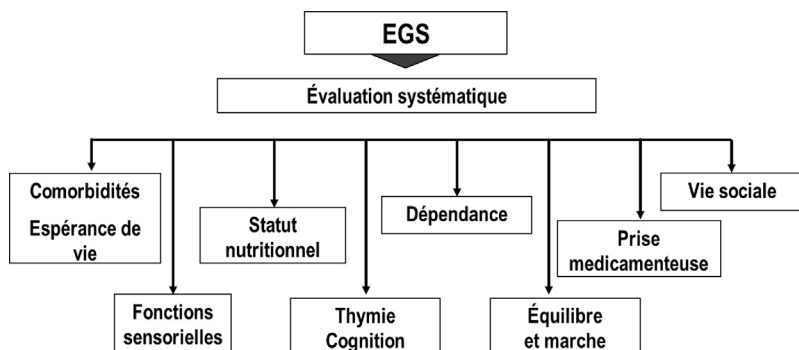 EGS
Évaluation systématique
Comorbidités
Espérance de
vie
Fonctions
sensorielles
Statut
nutritionnel
Thymie
Cognition
Dépendance
Équilibre
et marche
Prise
medicamenteuse
Vie sociale